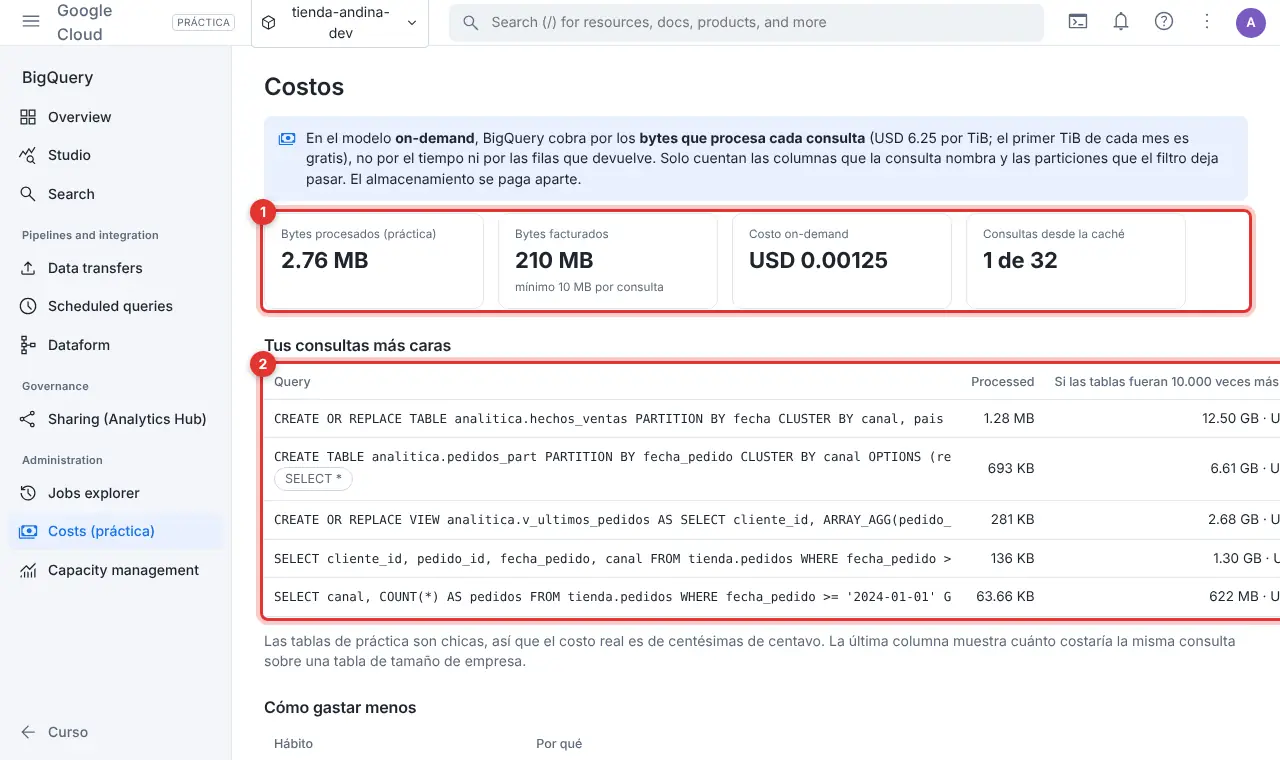 Google Cloud
PRÁCTICA
tienda-andina-dev
Search (/) for resources, docs, products, and more
A
BigQuery
Overview
Studio
Search
Pipelines and integration
Data transfers
Scheduled queries
Dataform
Governance
Sharing (Analytics Hub)
Administration
Jobs explorer
Costs (práctica)
Capacity management
Curso
Costos
En el modelo on-demand, BigQuery cobra por los bytes que procesa cada consulta (USD 6.25 por TiB; el primer TiB de cada mes es
gratis), no por el tiempo ni por las filas que devuelve. Solo cuentan las columnas que la consulta nombra y las particiones que el filtro deja
pasar. El almacenamiento se paga aparte.
1
Bytes procesados (práctica)
2.76 MB
Bytes facturados
210 MB
mínimo 10 MB por consulta
Costo on-demand
USD 0.00125
Consultas desde la caché
1 de 32
Tus consultas más caras
2
Query Processed Si las tablas fueran 10.000 veces más
CREATE OR REPLACE TABLE analitica.hechos_ventas PARTITION BY fecha CLUSTER BY canal, pais 1.28 MB 12.50 GB · U
CREATE TABLE analitica.pedidos_part PARTITION BY fecha_pedido CLUSTER BY canal OPTIONS (re
SELECT * 693 KB 6.61 GB · U
CREATE OR REPLACE VIEW analitica.v_ultimos_pedidos AS SELECT cliente_id, ARRAY_AGG(pedido_ 281 KB 2.68 GB · U
SELECT cliente_id, pedido_id, fecha_pedido, canal FROM tienda.pedidos WHERE fecha_pedido > 136 KB 1.30 GB · U
SELECT canal, COUNT(*) AS pedidos FROM tienda.pedidos WHERE fecha_pedido >= '2024-01-01' G 63.66 KB 622 MB · U
Las tablas de práctica son chicas, así que el costo real es de centésimas de centavo. La última columna muestra cuánto costaría la misma consulta
sobre una tabla de tamaño de empresa.
Cómo gastar menos
Hábito Por qué